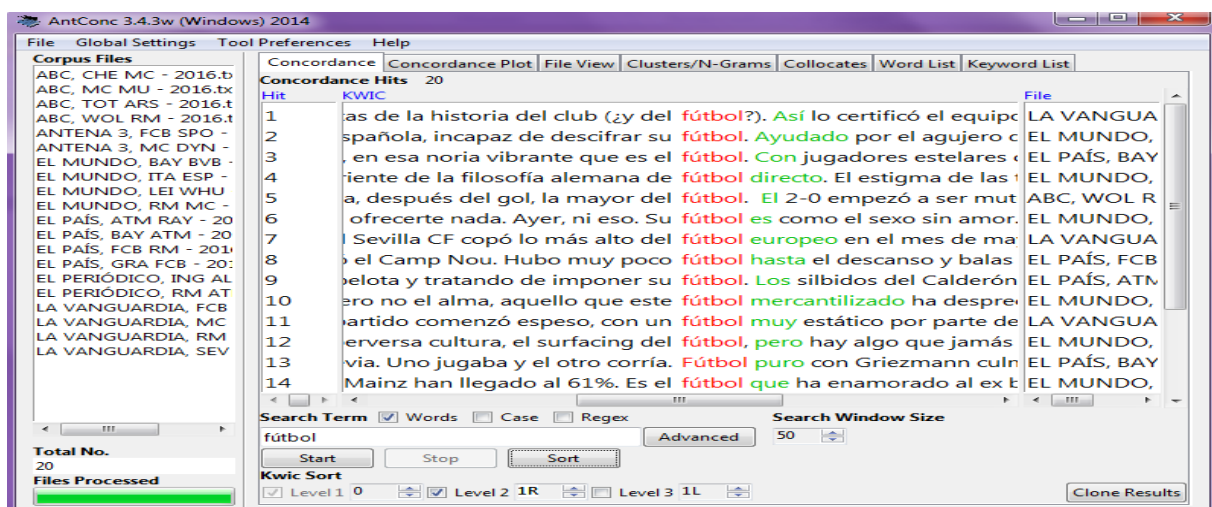 AntConc 3.4.3w (Windows) 2014
File Global Settings Tool Preferences Help
Corpus Files
ABC, CHE MC - 2016.t
ABC, MC MU - 2016.tx
ABC, TOT ARS - 2016.t
ABC, WOL RM - 2016.t
ANTENA 3, FCB SPO -
ANTENA 3, MC DYN -
EL MUNDO, BAY BVB -
EL MUNDO, ITA ESP -
EL MUNDO, LEI WHU
EL MUNDO, RM MC -
EL PAÍS, ATM RAY - 20
EL PAÍS, BAY ATM - 20
EL PAÍS, FCB RM - 201
EL PAÍS, GRA FCB - 20
EL PERIÓDICO, ING AL
EL PERIÓDICO, RM AT
LA VANGUARDIA, FCB
LA VANGUARDIA, MC
LA VANGUARDIA, RM
LA VANGUARDIA, SEV
Total No.
20
Files Processed
Concordance Concordance Plot File View Clusters/N-Grams Collocates Word List Keyword List
Concordance Hits 20
Hit KWIC File
1 as de la historia del club (¿y del fútbol?). Así lo certificó el equipo LA VANGUA
2 spañola, incapaz de descifrar su fútbol. Ayudado por el agujero EL MUNDO,
3 , en esa noria vibrante que es el fútbol. Con jugadores estelares EL PAÍS, BAY
4 riente de la filosofía alemana de fútbol directo. El estigma de las EL MUNDO,
5 a, después del gol, la mayor del fútbol. El 2-0 empezó a ser mut ABC, WOL R
6 ofrecerte nada. Ayer, ni eso. Su fútbol es como el sexo sin amor. EL MUNDO,
7 l Sevilla CF copó lo más alto del fútbol europeo en el mes de ma LA VANGUA
8 ó el Camp Nou. Hubo muy poco fútbol hasta el descanso y balas EL PAÍS, FCB
9 pelota y tratando de imponer su fútbol. Los silbidos del Calderón EL PAÍS, ATM
10 ero no el alma, aquello que este fútbol mercantilizado ha despre EL MUNDO,
11 artido comenzó espeso, con un fútbol muy estático por parte de LA VANGUA
12 erversa cultura, el surfacing del fútbol, pero hay algo que jamás EL MUNDO,
13 via. Uno jugaba y el otro corría. Fútbol puro con Griezmann culm EL PAÍS, BAY
14 Mainz han llegado al 61%. Es el fútbol que ha enamorado al ex EL MUNDO,
Search Term Words Case Regex Search Window Size
fútbol Advanced 50
Start Stop Sort
Kwic Sort
Level 1 0 Level 2 1R Level 3 1L Clone Results